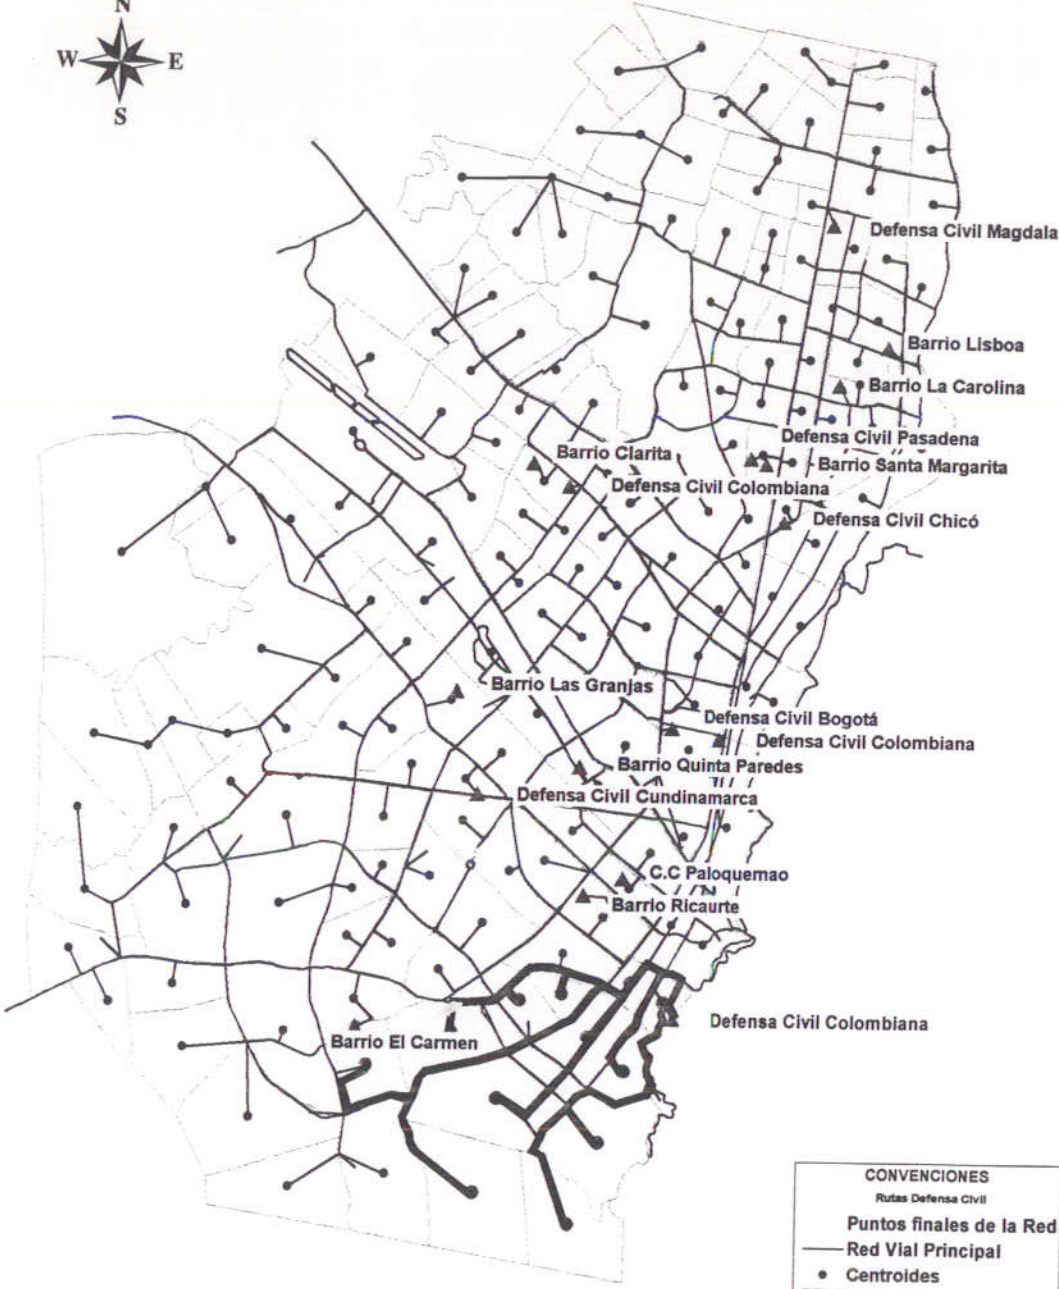 N
W E
S
Defensa Civil Magdala
Barrio Lisboa
Barrio La Carolina
Defensa Civil Pasadena
Barrio Clarita
Barrio Santa Margarita
Defensa Civil Colombiana
Defensa Civil Chicó
Barrio Las Granjas
Defensa Civil Bogotá
Defensa Civil Colombiana
Barrio Quinta Paredes
Defensa Civil Cundinamarca
C.C Paloquemao
Barrio Ricaurte
Defensa Civil Colombiana
Barrio El Carmen
CONVENCIONES
Rutas Defensa Civil
Puntos finales de la Red
Red Vial Principal
Centroides